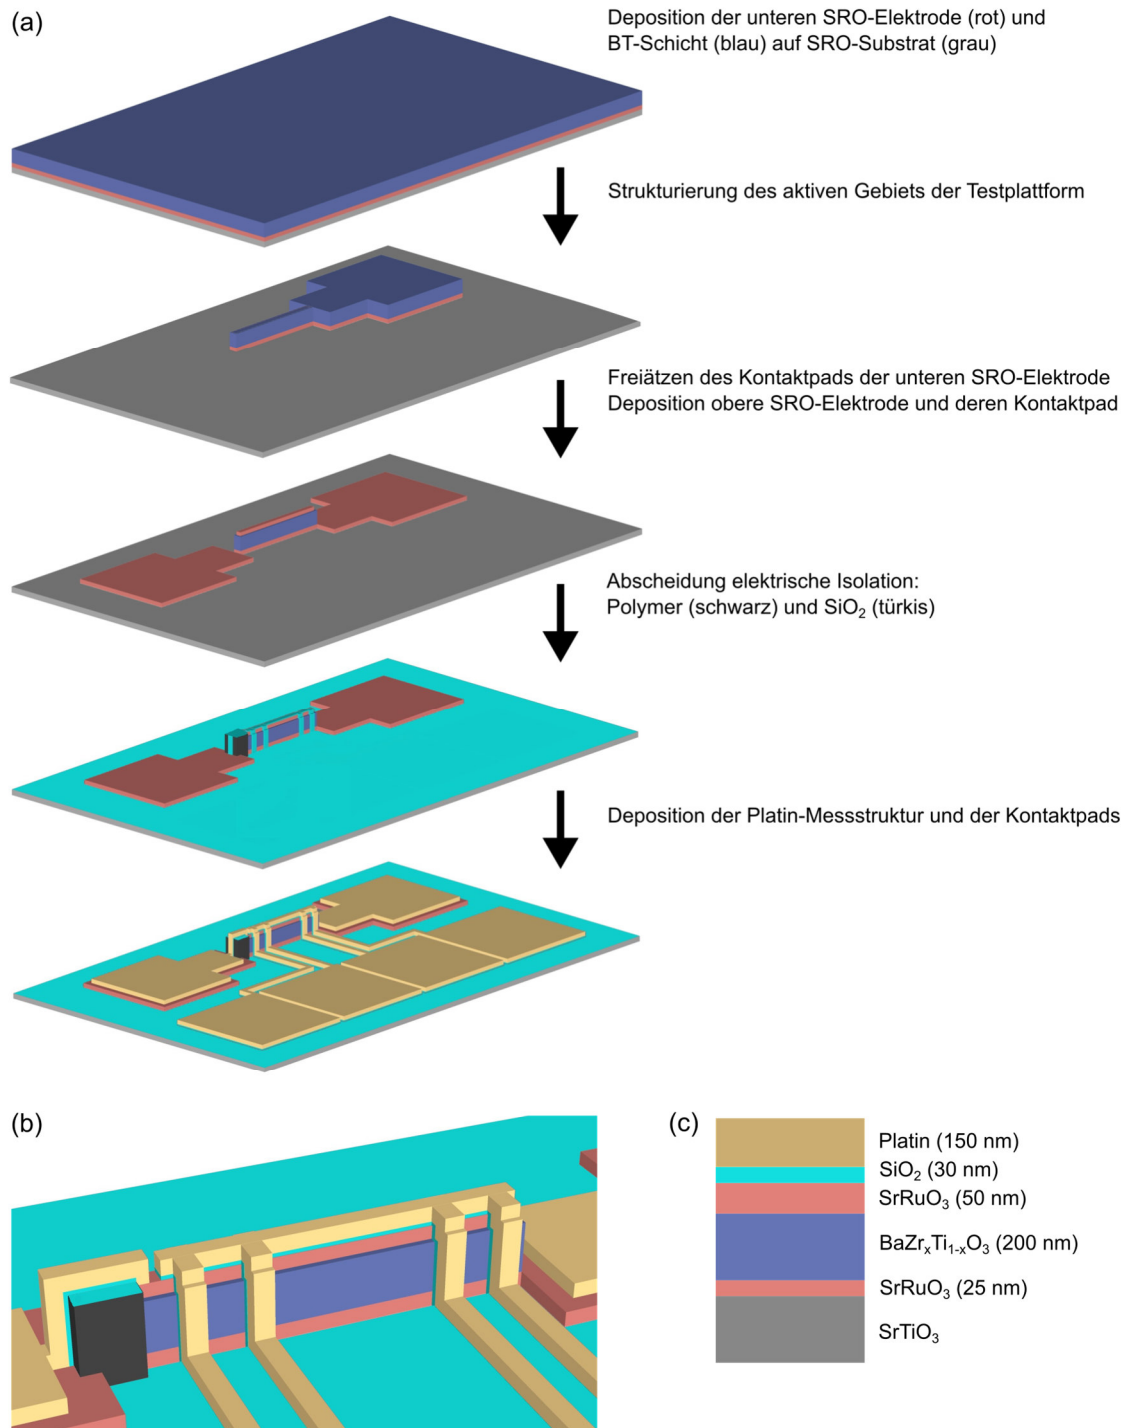 (a)
Deposition der unteren SRO-Elektrode (rot) und
BT-Schicht (blau) auf SRO-Substrat (grau)
Strukturierung des aktiven Gebiets der Testplattform
Freiätzen des Kontaktpads der unteren SRO-Elektrode
Deposition obere SRO-Elektrode und deren Kontaktpad
Abscheidung elektrische Isolation:
Polymer (schwarz) und SiO₂ (türkis)
Deposition der Platin-Messstruktur und der Kontaktpads
(b)
(c)
Platin (150 nm)
SiO₂ (30 nm)
SrRuO₃ (50 nm)
BaZrₓTi₁₋ₓO₃ (200 nm)
SrRuO₃ (25 nm)
SrTiO₃